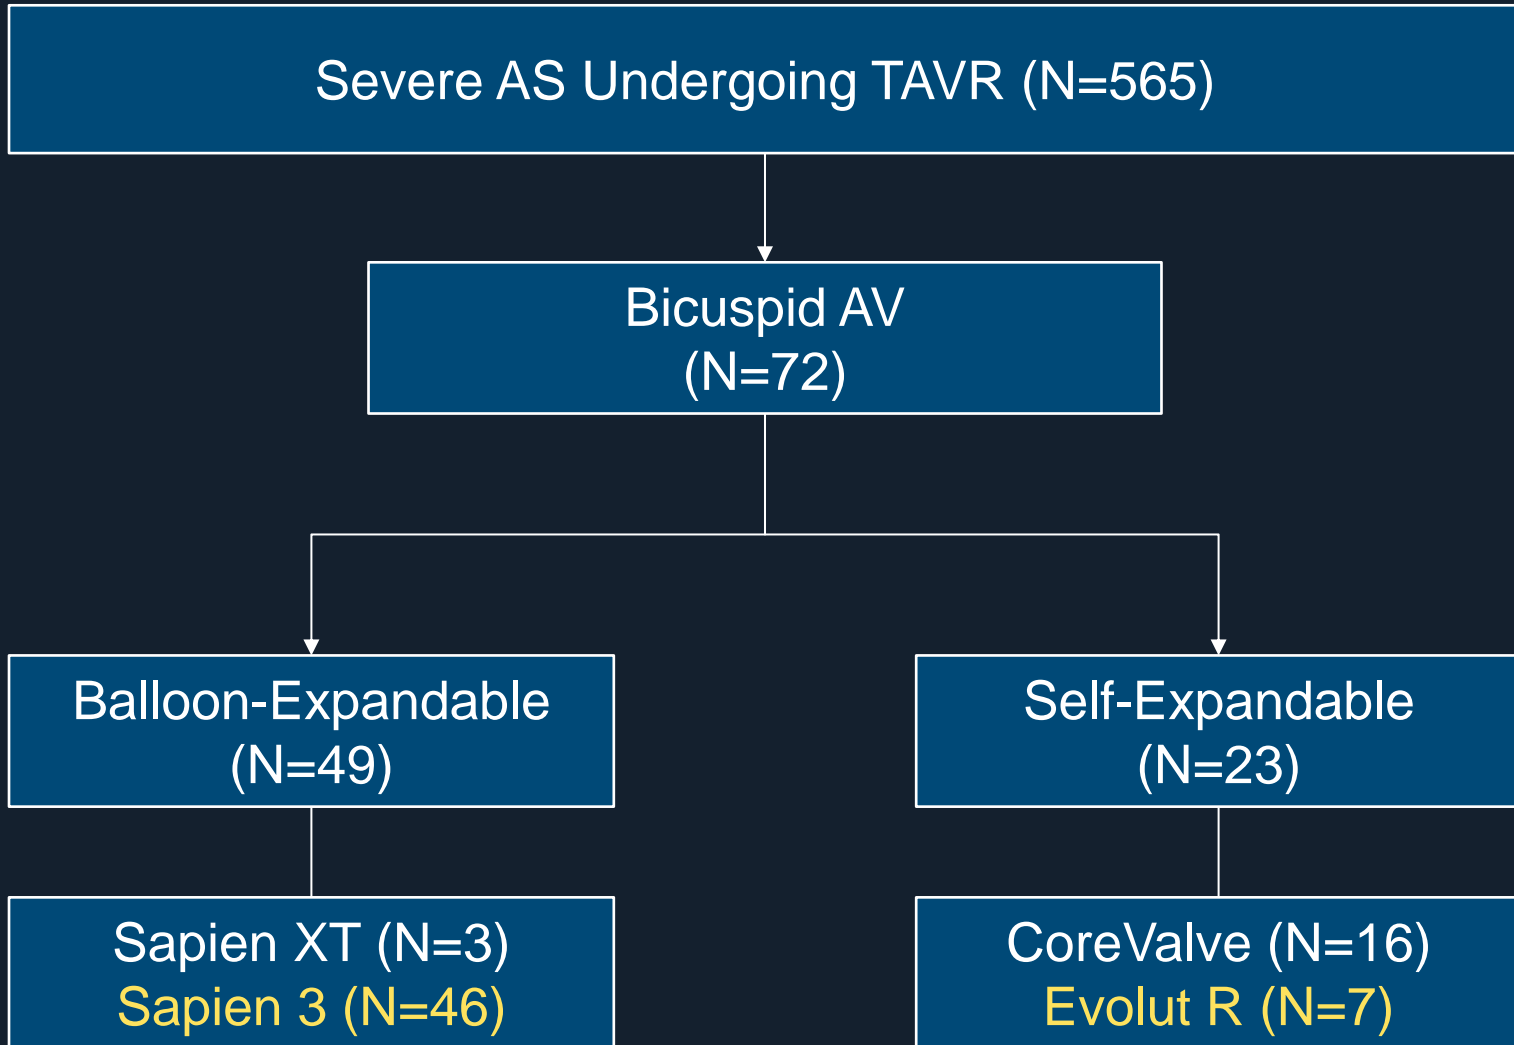 Severe AS Undergoing TAVR (N=565)
Bicuspid AV
(N=72)
Balloon-Expandable
(N=49)
Self-Expandable
(N=23)
Sapien XT (N=3)
Sapien 3 (N=46)
CoreValve (N=16)
Evolut R (N=7)